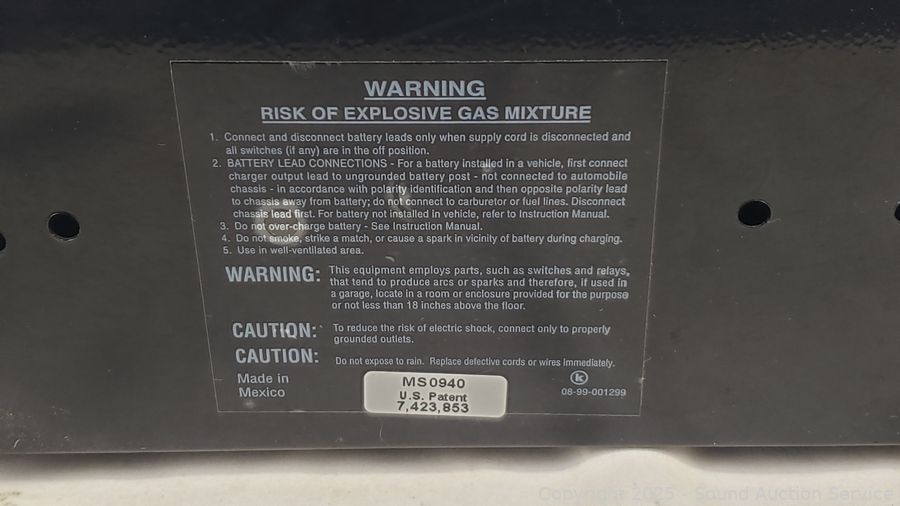 WARNING
RISK OF EXPLOSIVE GAS MIXTURE
1. Connect and disconnect battery leads only when supply cord is disconnected and
all switches (if any) are in the off position.
2. BATTERY LEAD CONNECTIONS - For a battery installed in a vehicle, first connect
charger output lead to ungrounded battery post - not connected to automobile
chassis - in accordance with polarity identification and then opposite polarity lead
to chassis away from battery; do not connect to carburetor or fuel lines. Disconnect
chassis lead first. For battery not installed in vehicle, refer to Instruction Manual.
3. Do not over-charge battery - See Instruction Manual.
4. Do not smoke, strike a match, or cause a spark in vicinity of battery during charging.
5. Use in well-ventilated area.
WARNING: This equipment employs parts, such as switches and relays,
that tend to produce arcs or sparks and therefore, if used in
a garage, locate in a room or enclosure provided for the purpose
or not less than 18 inches above the floor.
CAUTION: To reduce the risk of electric shock, connect only to properly
grounded outlets.
CAUTION: Do not expose to rain. Replace defective cords or wires immediately.
Made in
Mexico
MS0940
U.S. Patent
7,423,853
k
08-99-001299
Copyright 2025 - Sound Auction Service